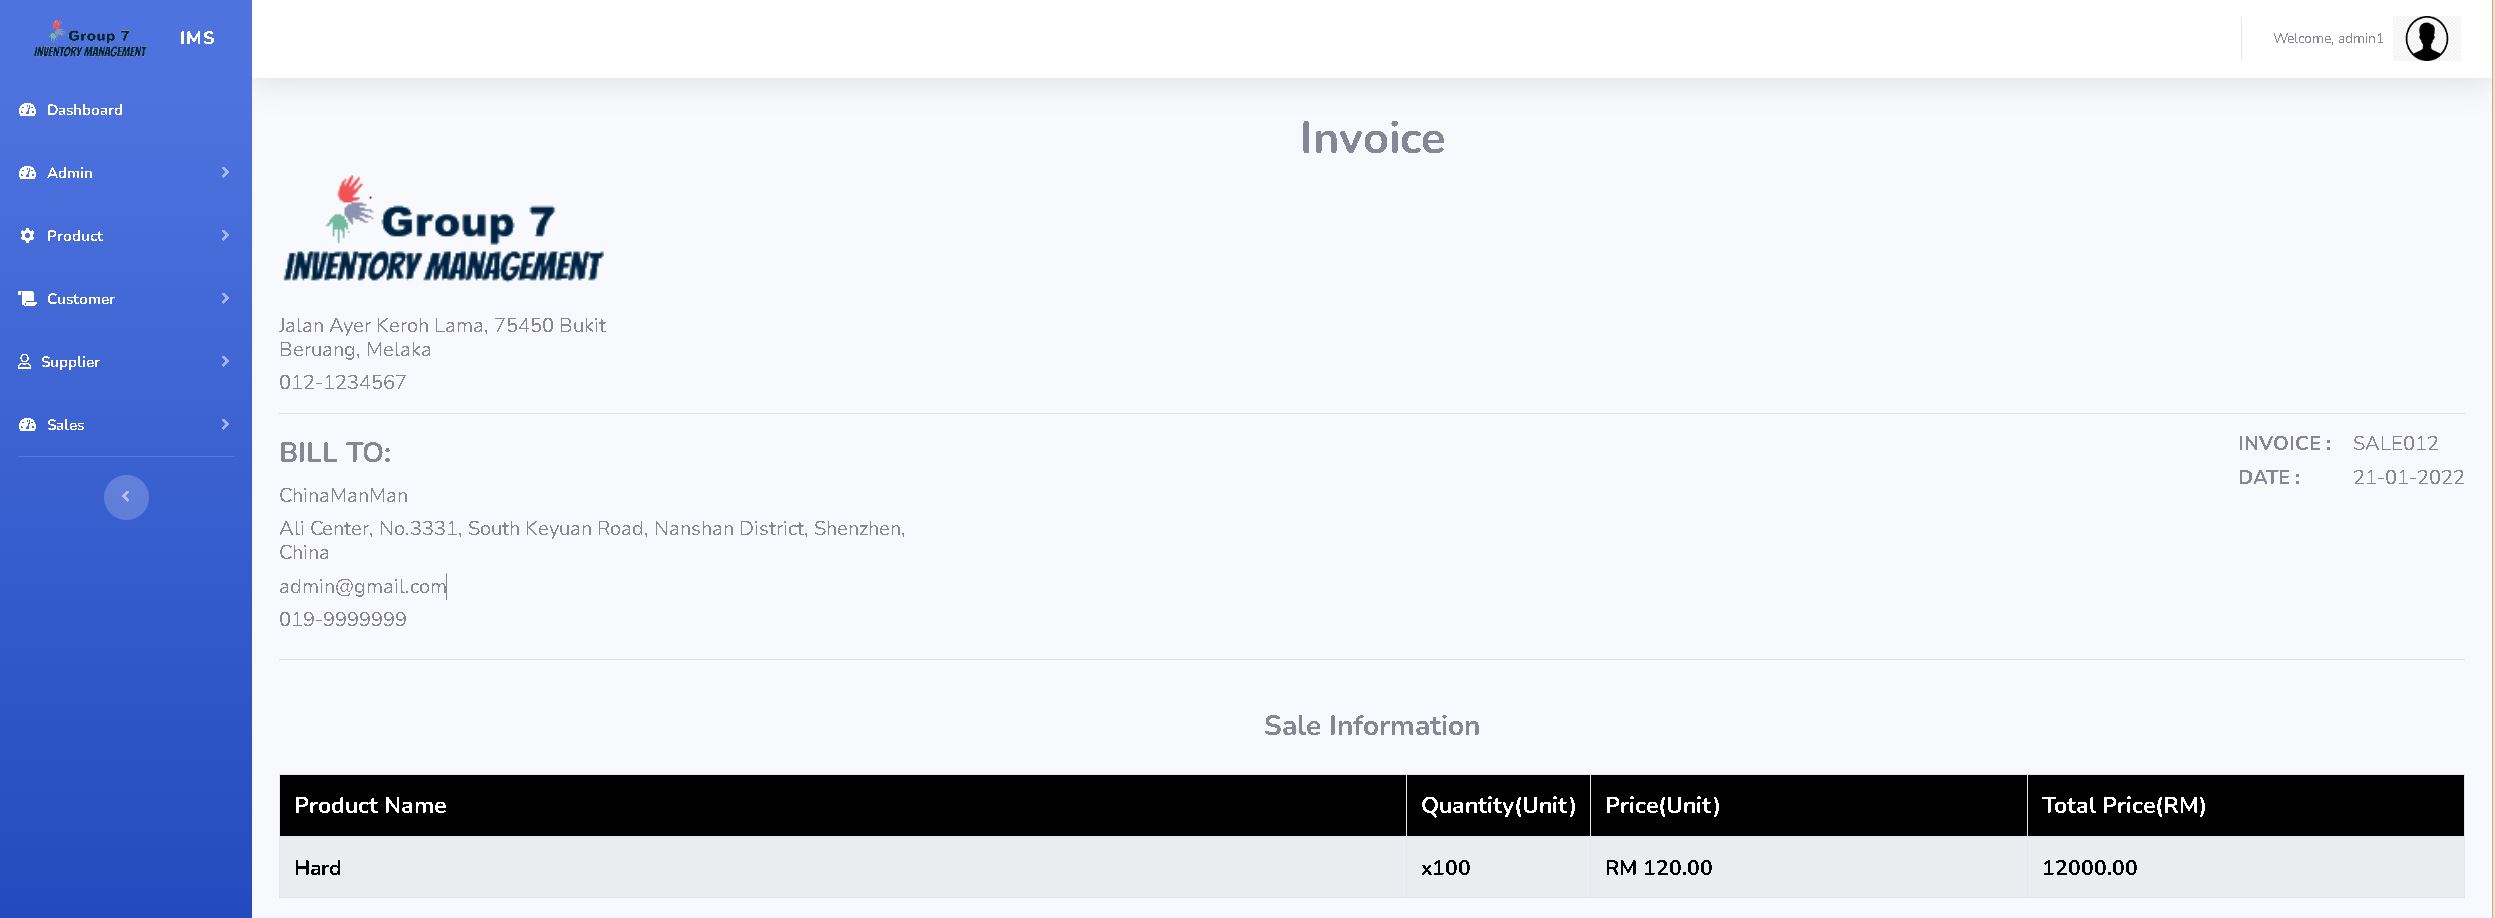 Group 7
INVENTORY MANAGEMENT
IMS
Welcome, admin1
Dashboard
Admin
Product
Customer
Supplier
Sales
Invoice
Group 7
INVENTORY MANAGEMENT
Jalan Ayer Keroh Lama, 75450 Bukit
Beruang, Melaka
012-1234567
BILL TO:
ChinaManMan
Ali Center, No.3331, South Keyuan Road, Nanshan District, Shenzhen,
China
admin@gmail.com
019-9999999
INVOICE : SALE012
DATE : 21-01-2022
Sale Information
Product Name Quantity(Unit) Price(Unit) Total Price(RM)
Hard x100 RM 120.00 12000.00